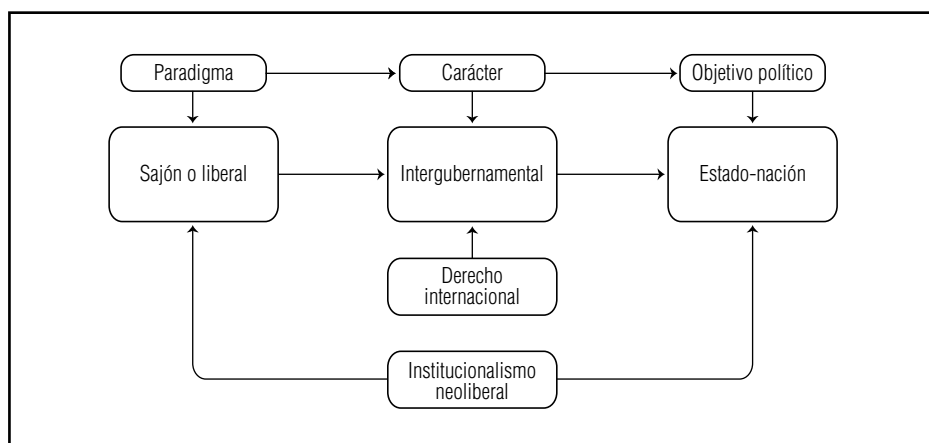 Paradigma
Carácter
Objetivo político
Sajón o liberal
Intergubernamental
Estado-nación
Derecho
internacional
Institucionalismo
neoliberal